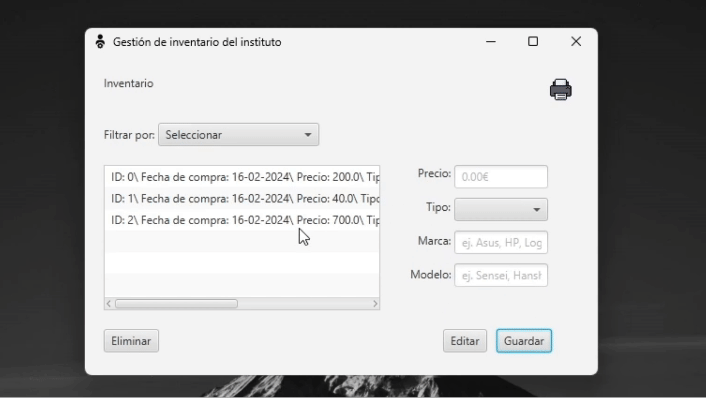 Gestión de inventario del instituto
Inventario
Filtrar por: Seleccionar
ID: 0\ Fecha de compra: 16-02-2024\ Precio: 200.0\ Tipo
ID: 1\ Fecha de compra: 16-02-2024\ Precio: 40.0\ Tipo
ID: 2\ Fecha de compra: 16-02-2024\ Precio: 700.0\ Tip
Precio: 0.00€
Tipo:
Marca: ej. Asus, HP, Log
Modelo: ej. Sensei, Hans
Eliminar
Editar
Guardar